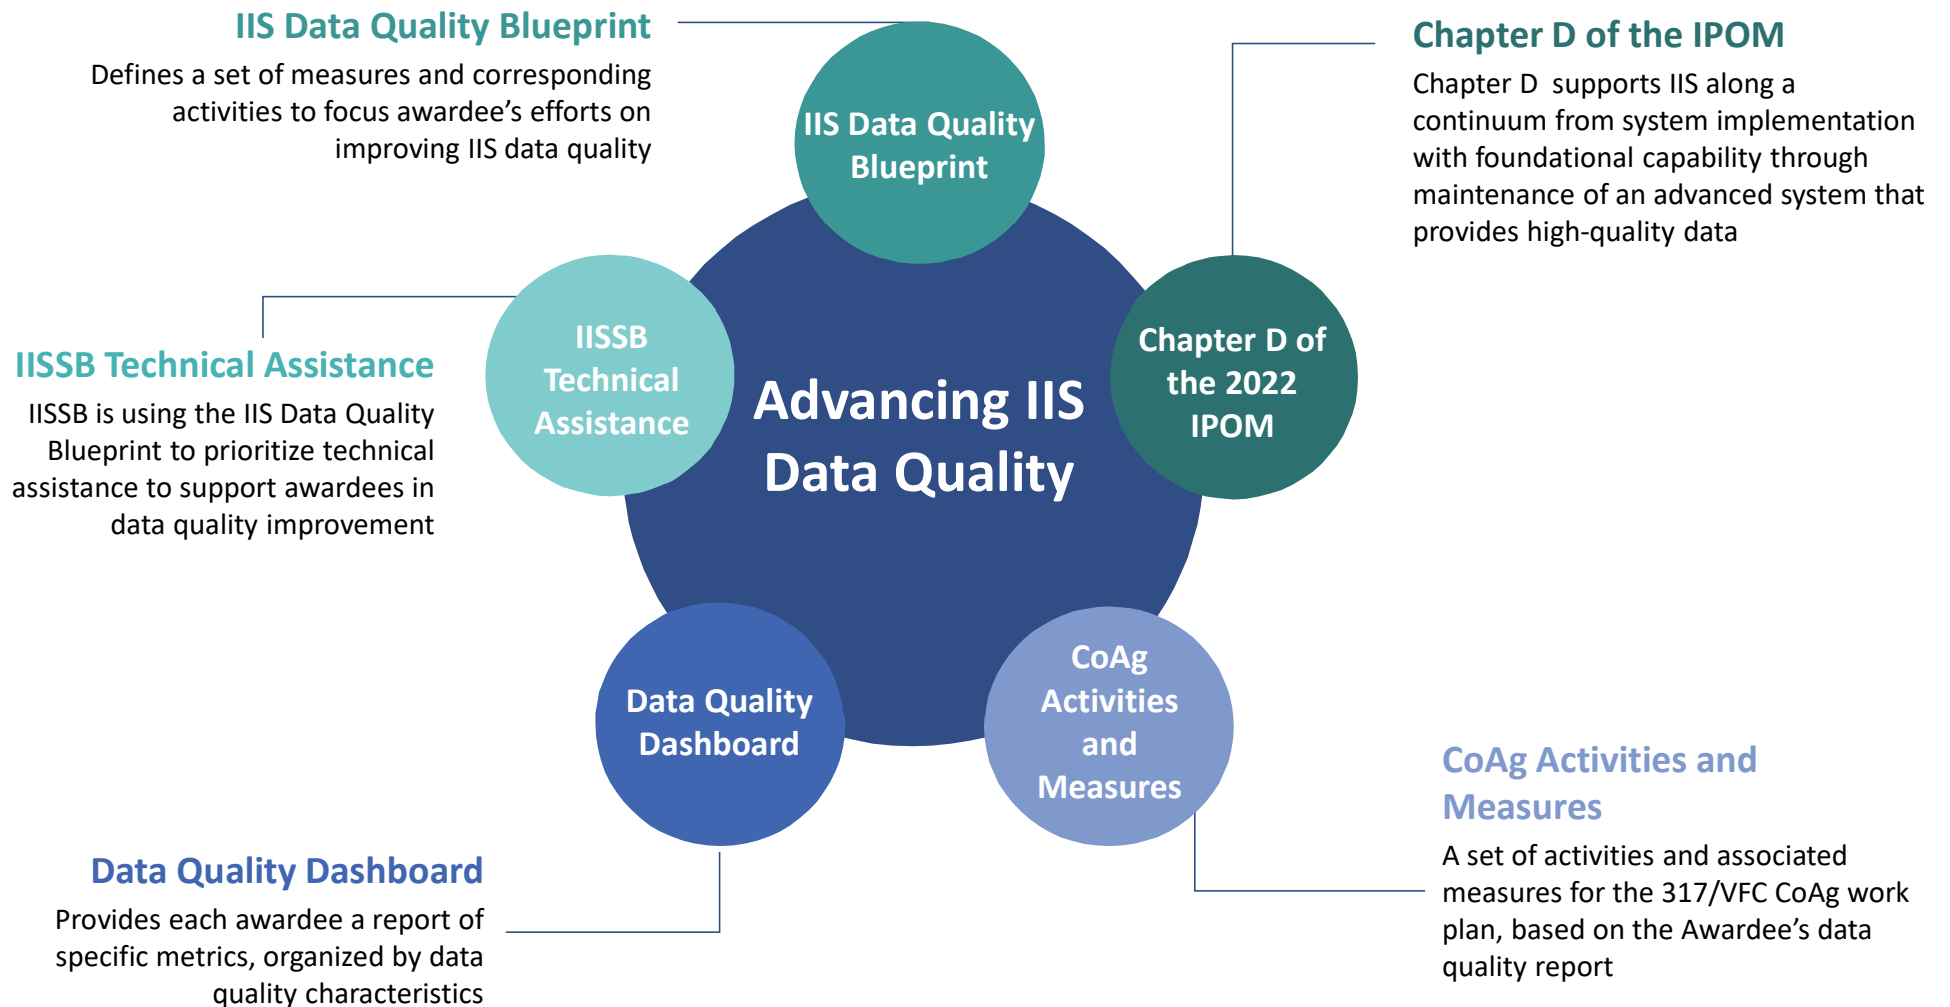 IIS Data Quality Blueprint
Defines a set of measures and corresponding
activities to focus awardee's efforts on
improving IIS data quality
IIS Data Quality
Blueprint
Chapter D of the IPOM
Chapter D  supports IIS along a
continuum from system implementation
with foundational capability through
maintenance of an advanced system that
provides high-quality data
IISSB
Technical
Assistance
Chapter D of
the 2022
IPOM
IISSB Technical Assistance
IISSB is using the IIS Data Quality
Blueprint to prioritize technical
assistance to support awardees in
data quality improvement
Advancing IIS
Data Quality
Data Quality
Dashboard
CoAg
Activities
and
Measures
Data Quality Dashboard
Provides each awardee a report of
specific metrics, organized by data
quality characteristics
CoAg Activities and
Measures
A set of activities and associated
measures for the 317/VFC CoAg work
plan, based on the Awardee's data
quality report